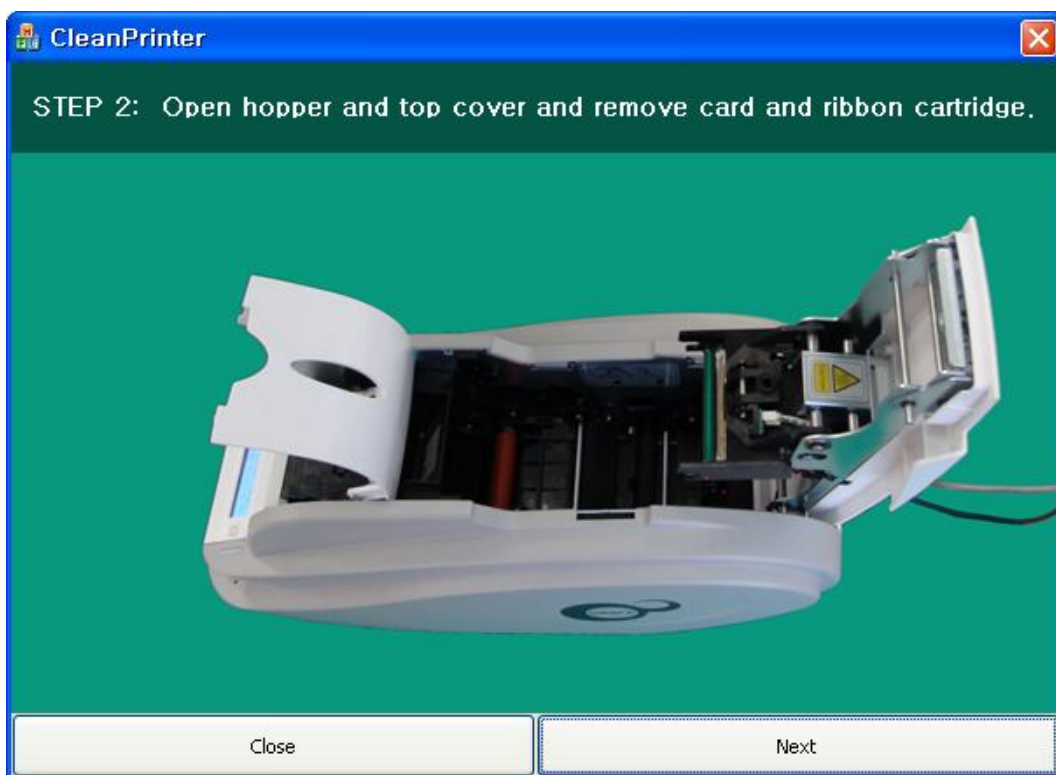 CleanPrinter
STEP 2: Open hopper and top cover and remove card and ribbon cartridge.
Close
Next